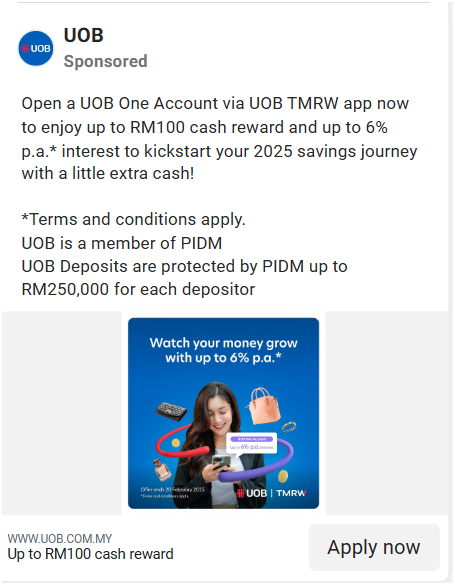 UOB
UOB
Sponsored
Open a UOB One Account via UOB TMRW app now
to enjoy up to RM100 cash reward and up to 6%
p.a.* interest to kickstart your 2025 savings journey
with a little extra cash!
*Terms and conditions apply.
UOB is a member of PIDM
UOB Deposits are protected by PIDM up to
RM250,000 for each depositor
Watch your money grow
with up to 6% p.a.*
UOB ONE ACCOUNT
Up to 6% p.a. interest
Offer ends 28 February 2025
*Terms and conditions apply.
UOB | TMRW
WWW.UOB.COM.MY
Up to RM100 cash reward
Apply now